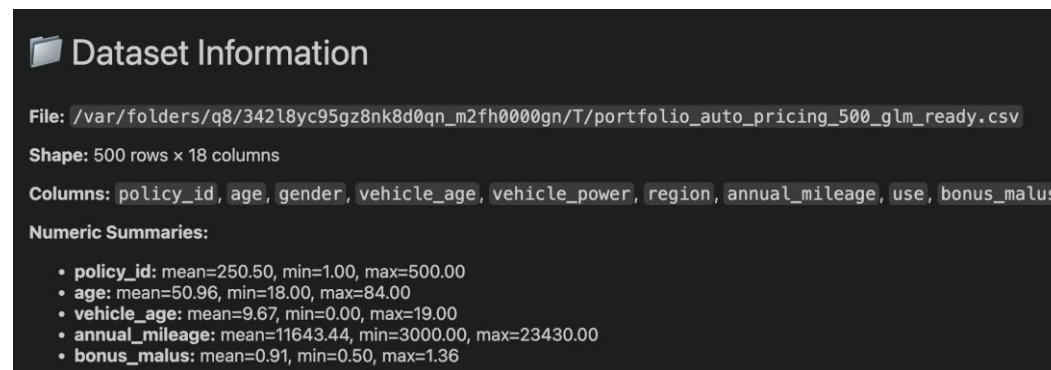 Dataset Information
File: /var/folders/q8/342l8yc95gz8nk8d0qn_m2fh0000gn/T/portfolio_auto_pricing_500_glm_ready.csv
Shape: 500 rows × 18 columns
Columns: policy_id, age, gender, vehicle_age, vehicle_power, region, annual_mileage, use, bonus_malus
Numeric Summaries:
• policy_id: mean=250.50, min=1.00, max=500.00
• age: mean=50.96, min=18.00, max=84.00
• vehicle_age: mean=9.67, min=0.00, max=19.00
• annual_mileage: mean=11643.44, min=3000.00, max=23430.00
• bonus_malus: mean=0.91, min=0.50, max=1.36